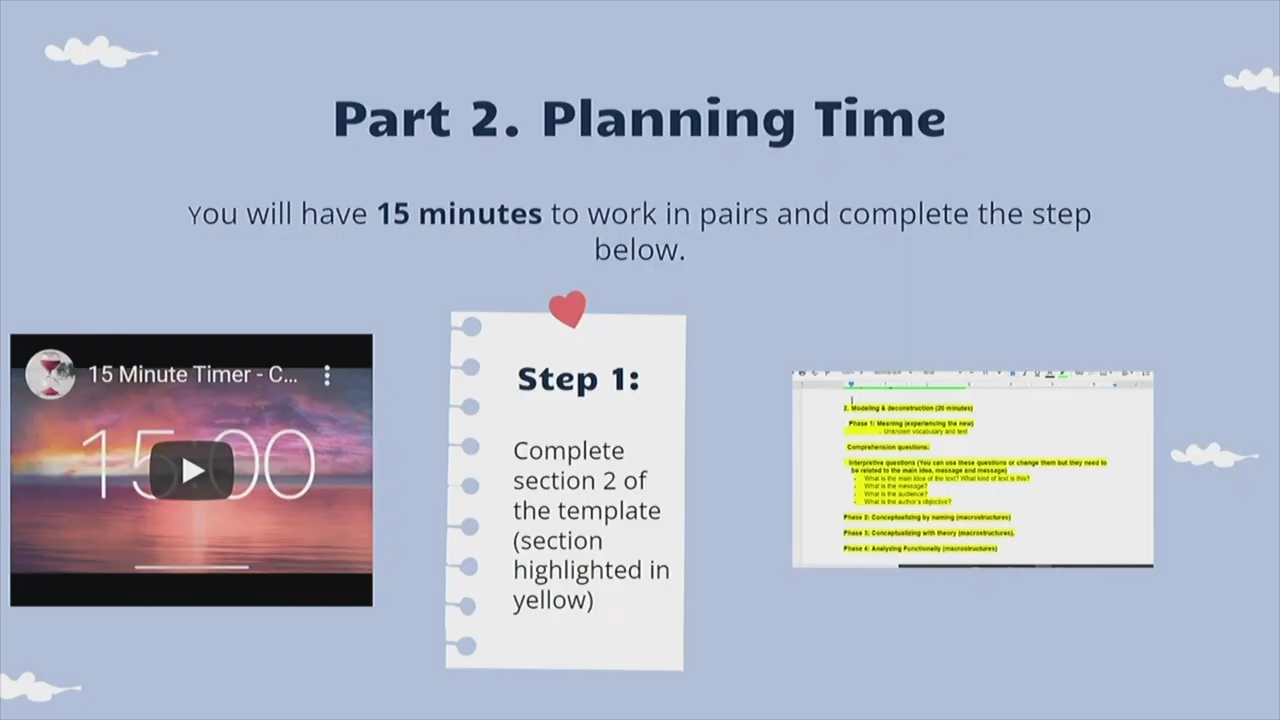 Part 2. Planning Time
You will have 15 minutes to work in pairs and complete the step
below.
15 Minute Timer - C...
15:00
Step 1:
Complete
section 2 of
the template
(section
highlighted in
yellow)
2. Modeling & deconstruction (20 minutes)
Phase 1: Meaning (experiencing the new)
- Unknown vocabulary and text
Comprehension questions:
Interpretive questions (You can use these questions or change them but they need to
be related to the main idea, message and message)
What is the main idea of the text? What kind of text is this?
What is the message?
What is the audience?
What is the author's objective?
Phase 2: Conceptualizing by naming (macrostructures)
Phase 3: Conceptualizing with theory (macrostructures).
Phase 4: Analyzing Functionally (macrostructures)